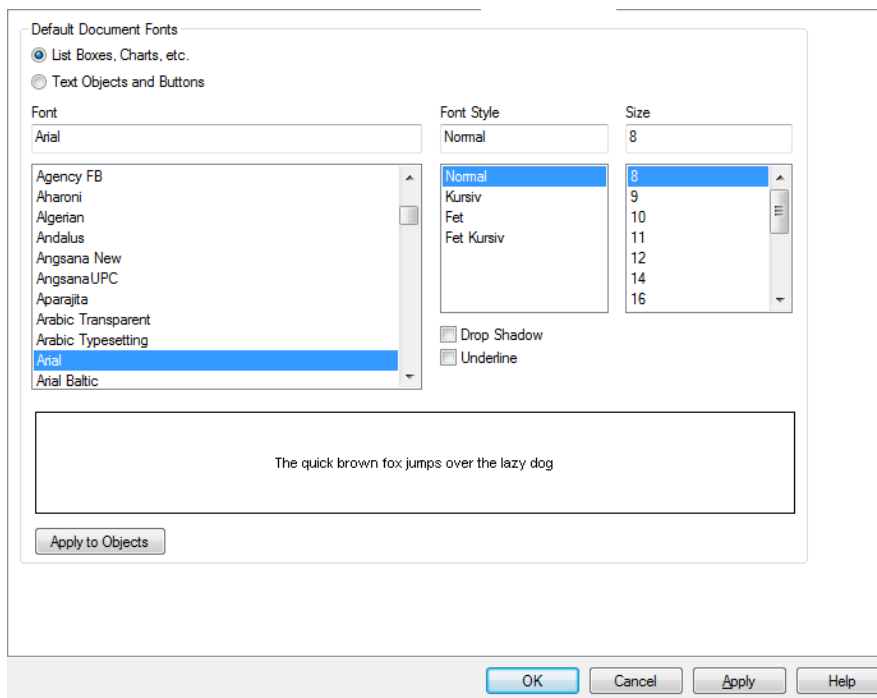 Default Document Fonts
List Boxes, Charts, etc.
Text Objects and Buttons
Font
Font Style
Size
Arial
Normal
8
Agency FB
Aharoni
Algerian
Andalus
Angsana New
AngsanaUPC
Aparajita
Arabic Transparent
Arabic Typesetting
Arial
Arial Baltic
Normal
Kursiv
Fet
Fet Kursiv
8
9
10
11
12
14
16
Drop Shadow
Underline
The quick brown fox jumps over the lazy dog
Apply to Objects
OK
Cancel
Apply
Help